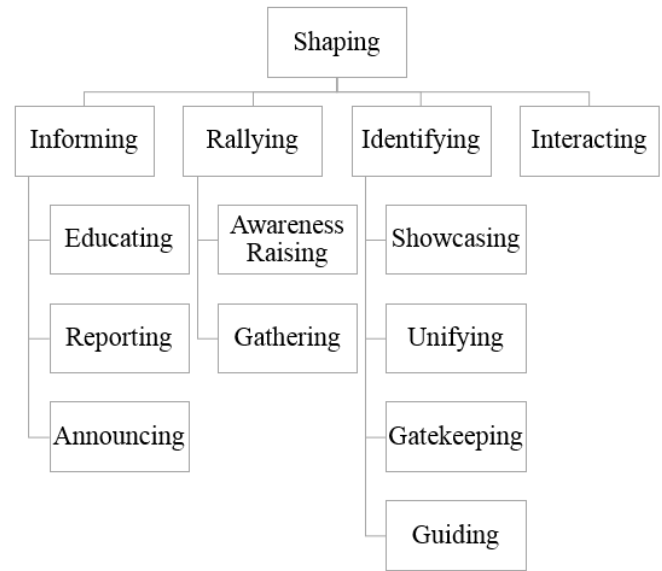 Shaping
Informing
Rallying
Identifying
Interacting
Educating
Awareness
Raising
Showcasing
Reporting
Gathering
Unifying
Announcing
Gatekeeping
Guiding